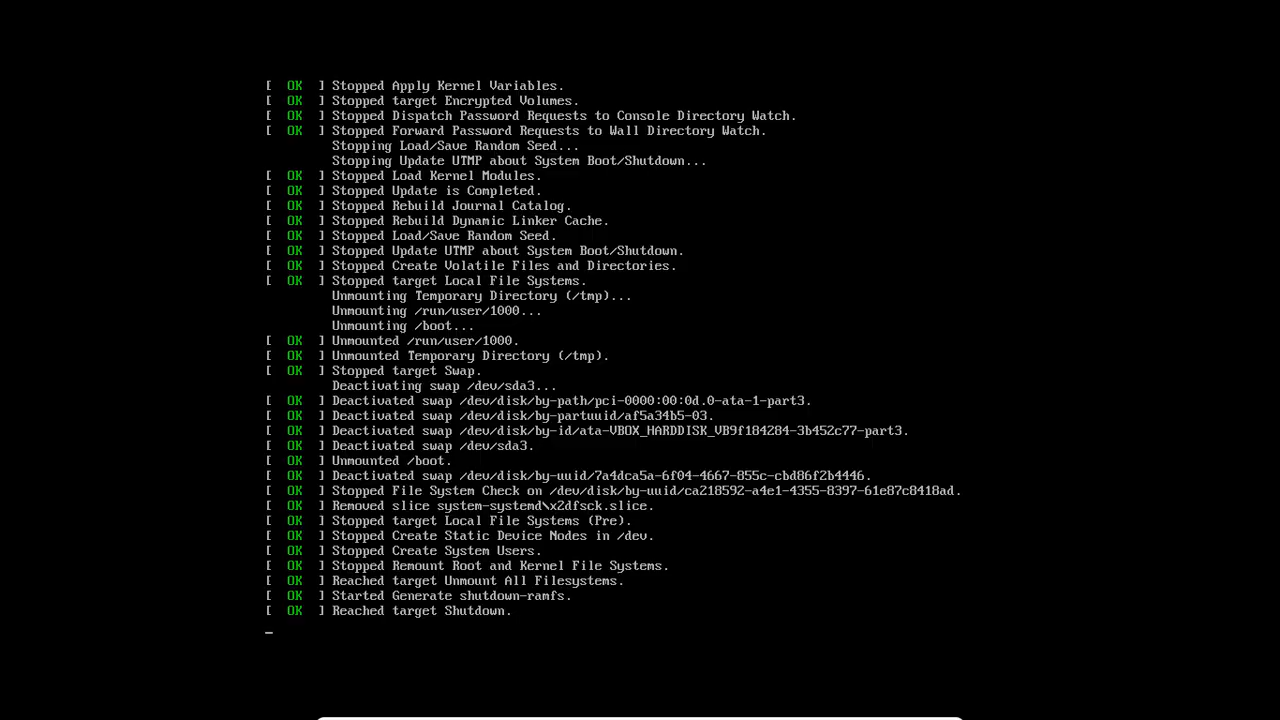 [  OK  ] Stopped Apply Kernel Variables.
[  OK  ] Stopped target Encrypted Volumes.
[  OK  ] Stopped Dispatch Password Requests to Console Directory Watch.
[  OK  ] Stopped Forward Password Requests to Wall Directory Watch.
Stopping Load/Save Random Seed...
Stopping Update UTMP about System Boot/Shutdown...
[  OK  ] Stopped Load Kernel Modules.
[  OK  ] Stopped Update is Completed.
[  OK  ] Stopped Rebuild Journal Catalog.
[  OK  ] Stopped Rebuild Dynamic Linker Cache.
[  OK  ] Stopped Load/Save Random Seed.
[  OK  ] Stopped Update UTMP about System Boot/Shutdown.
[  OK  ] Stopped Create Volatile Files and Directories.
[  OK  ] Stopped target Local File Systems.
Unmounting Temporary Directory (/tmp)...
Unmounting /run/user/1000...
Unmounting /boot...
[  OK  ] Unmounted /run/user/1000.
[  OK  ] Unmounted Temporary Directory (/tmp).
[  OK  ] Stopped target Swap.
Deactivating swap /dev/sda3...
[  OK  ] Deactivated swap /dev/disk/by-path/pci-0000:00:0d.0-ata-1-part3.
[  OK  ] Deactivated swap /dev/disk/by-partuuid/af5a34b5-03.
[  OK  ] Deactivated swap /dev/disk/by-id/ata-VBOX_HARDDISK_VB9f184284-3b452c77-part3.
[  OK  ] Deactivated swap /dev/sda3.
[  OK  ] Unmounted /boot.
[  OK  ] Deactivated swap /dev/disk/by-uuid/7a4dca5a-6f04-4667-855c-cbd86f2b4446.
[  OK  ] Stopped File System Check on /dev/disk/by-uuid/ca218592-a4e1-4355-8397-61e87c8418ad.
[  OK  ] Removed slice system-systemd\x2dfsck.slice.
[  OK  ] Stopped target Local File Systems (Pre).
[  OK  ] Stopped Create Static Device Nodes in /dev.
[  OK  ] Stopped Create System Users.
[  OK  ] Stopped Remount Root and Kernel File Systems.
[  OK  ] Reached target Unmount All Filesystems.
[  OK  ] Started Generate shutdown-ramfs.
[  OK  ] Reached target Shutdown.